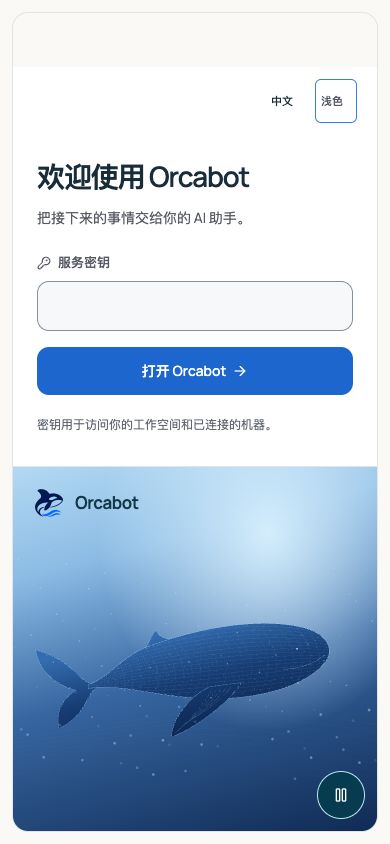 中文
浅色
欢迎使用 Orcabot
把接下来的事情交给你的 AI 助手。
服务密钥
打开 Orcabot →
密钥用于访问你的工作空间和已连接的机器。
Orcabot